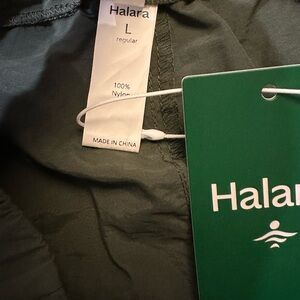 Halara
L
regular
100%
Nylon
MADE IN CHINA
Halar